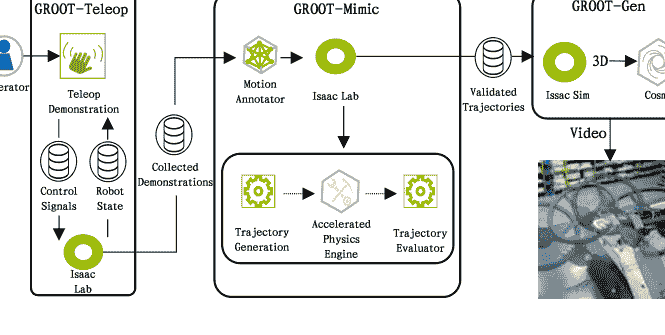 GROOT-Teleop
GROOT-Mimic
GROOT-Gen
erator
Teleop
Demonstration
Control
Signals
Robot
State
Isaac
Lab
Collected
Demonstrations
Motion
Annotator
Isaac Lab
Trajectory
Generation
Accelerated
Physics
Engine
Trajectory
Evaluator
Validated
Trajectories
3D
Issac Sim
Cosm
Video